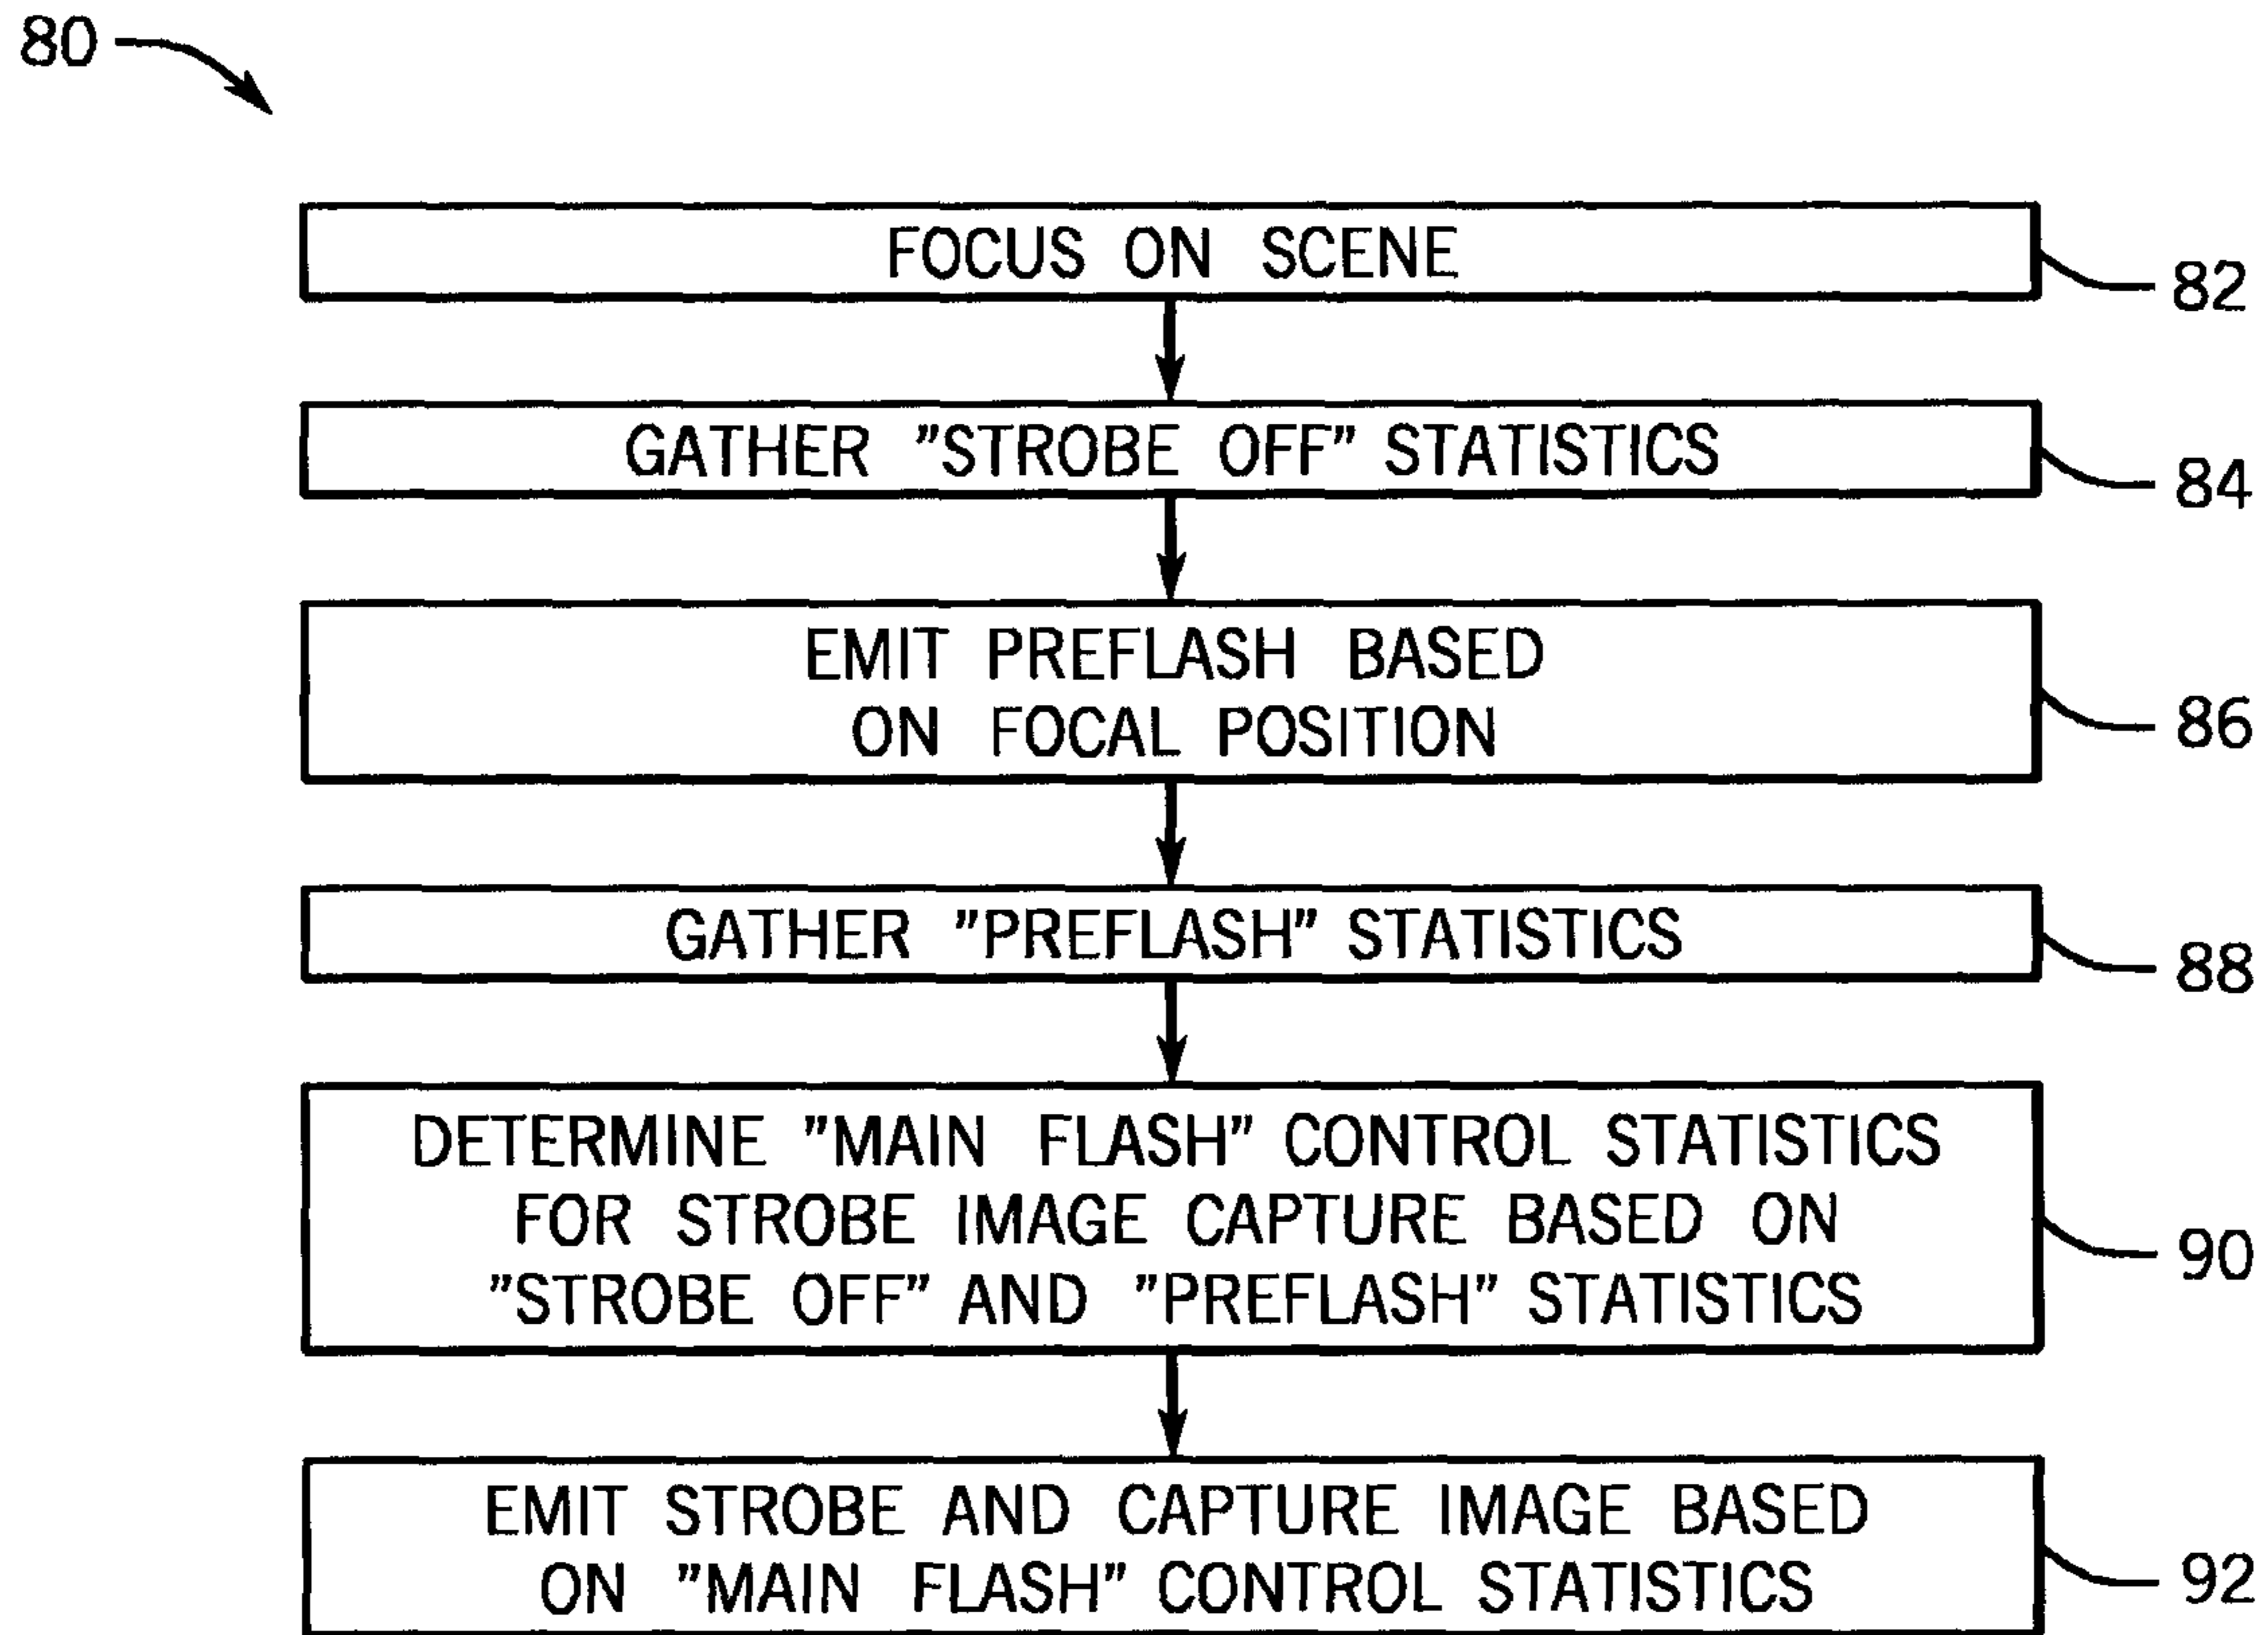 80
FOCUS ON SCENE
82
GATHER "STROBE OFF" STATISTICS
84
EMIT PREFLASH BASED
ON FOCAL POSITION
86
GATHER "PREFLASH" STATISTICS
88
DETERMINE "MAIN FLASH" CONTROL STATISTICS
FOR STROBE IMAGE CAPTURE BASED ON
"STROBE OFF" AND "PREFLASH" STATISTICS
90
EMIT STROBE AND CAPTURE IMAGE BASED
ON "MAIN FLASH" CONTROL STATISTICS
92